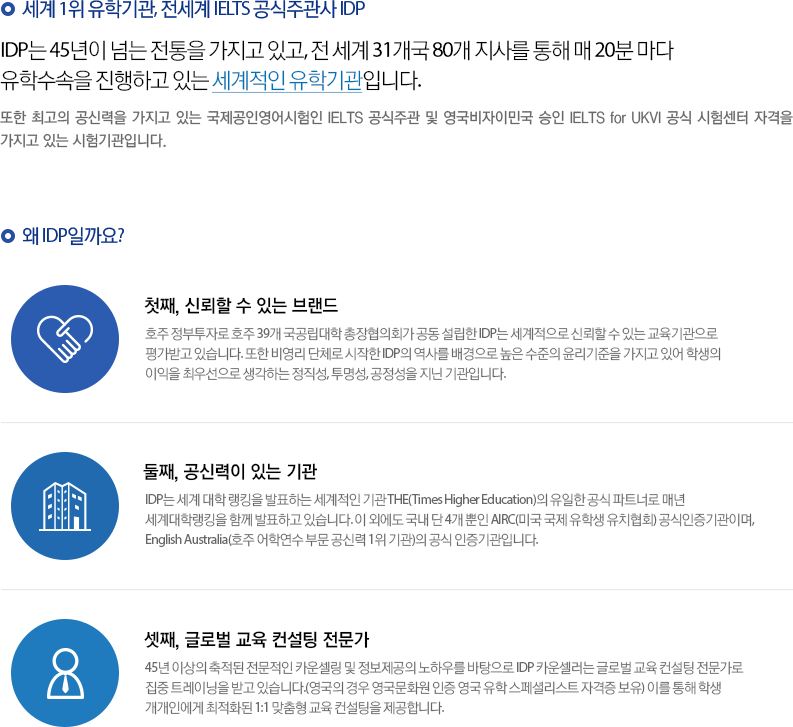 세계 1위 유학기관, 전세계 IELTS 공식주관사 IDP
IDP는 45년이 넘는 전통을 가지고 있고, 전 세계 31개국 80개 지사를 통해 매 20분 마다
유학수속을 진행하고 있는 세계적인 유학기관입니다.
또한 최고의 공신력을 가지고 있는 국제공인영어시험인 IELTS 공식주관 및 영국비자이민국 승인 IELTS for UKVI 공식 시험센터 자격을
가지고 있는 시험기관입니다.
왜 IDP일까요?
첫째, 신뢰할 수 있는 브랜드
호주 정부투자로 호주 39개 국공립대학 총장협의회가 공동 설립한 IDP는 세계적으로 신뢰할 수 있는 교육기관으로
평가받고 있습니다. 또한 비영리 단체로 시작한 IDP의 역사를 배경으로 높은 수준의 윤리기준을 가지고 있어 학생의
이익을 최우선으로 생각하는 정직성, 투명성, 공정성을 지닌 기관입니다.
둘째, 공신력이 있는 기관
IDP는 세계 대학 랭킹을 발표하는 세계적인 기관 THE(Times Higher Education)의 유일한 공식 파트너로 매년
세계대학랭킹을 함께 발표하고 있습니다. 이 외에도 국내 단 4개 뿐인 AIRC(미국 국제 유학생 유치협회) 공식인증기관이며,
English Australia(호주 어학연수 부문 공신력 1위 기관)의 공식 인증기관입니다.
셋째, 글로벌 교육 컨설팅 전문가
45년 이상의 축적된 전문적인 카운셀링 및 정보제공의 노하우를 바탕으로 IDP 카운셀러는 글로벌 교육 컨설팅 전문가로
집중 트레이닝을 받고 있습니다.(영국의 경우 영국문화원 인증 영국 유학 스페셜리스트 자격증 보유) 이를 통해 학생
개개인에게 최적화된 1:1 맞춤형 교육 컨설팅을 제공합니다.